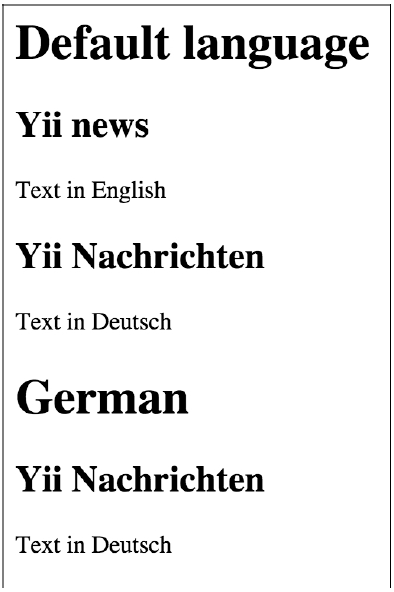 Default language
Yii news
Text in English
Yii Nachrichten
Text in Deutsch
German
Yii Nachrichten
Text in Deutsch